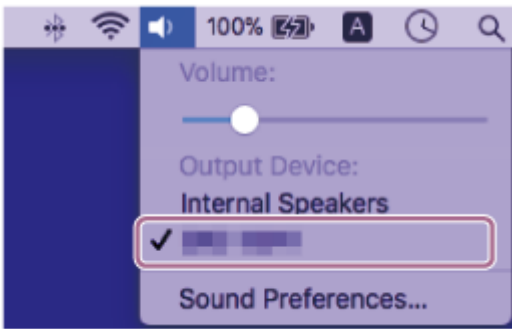 100% A
Volume:
Output Device:
Internal Speakers
Sound Preferences...